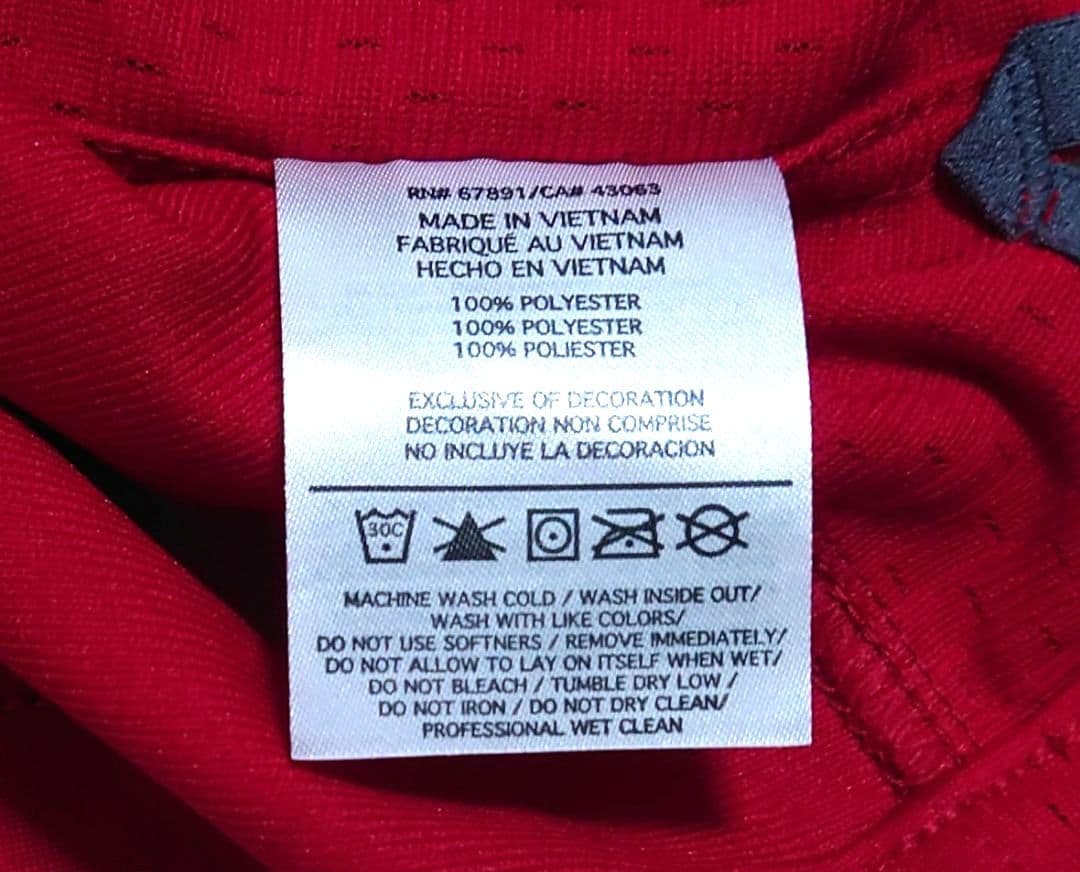 RN# 67891/CA# 43063
MADE IN VIETNAM
FABRIQUÉ AU VIETNAM
HECHO EN VIETNAM
100% POLYESTER
100% POLYESTER
100% POLIESTER
EXCLUSIVE OF DECORATION
DECORATION NON COMPRISE
NO INCLUYE LA DECORACION
30C
MACHINE WASH COLD / WASH INSIDE OUT/
WASH WITH LIKE COLORS/
DO NOT USE SOFTNERS / REMOVE IMMEDIATELY/
DO NOT ALLOW TO LAY ON ITSELF WHEN WET/
DO NOT BLEACH / TUMBLE DRY LOW /
DO NOT IRON / DO NOT DRY CLEAN/
PROFESSIONAL WET CLEAN